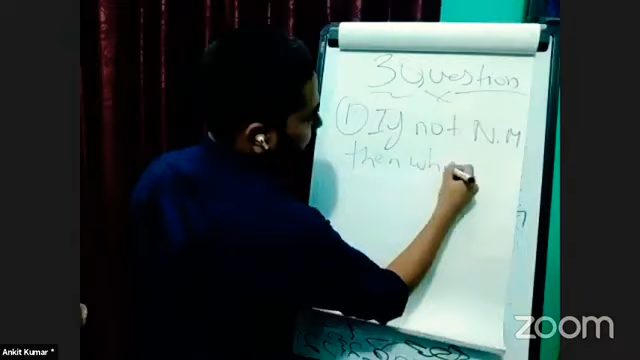 3 Question
① If not N.M
then wh
Ankit Kumar *
zoom